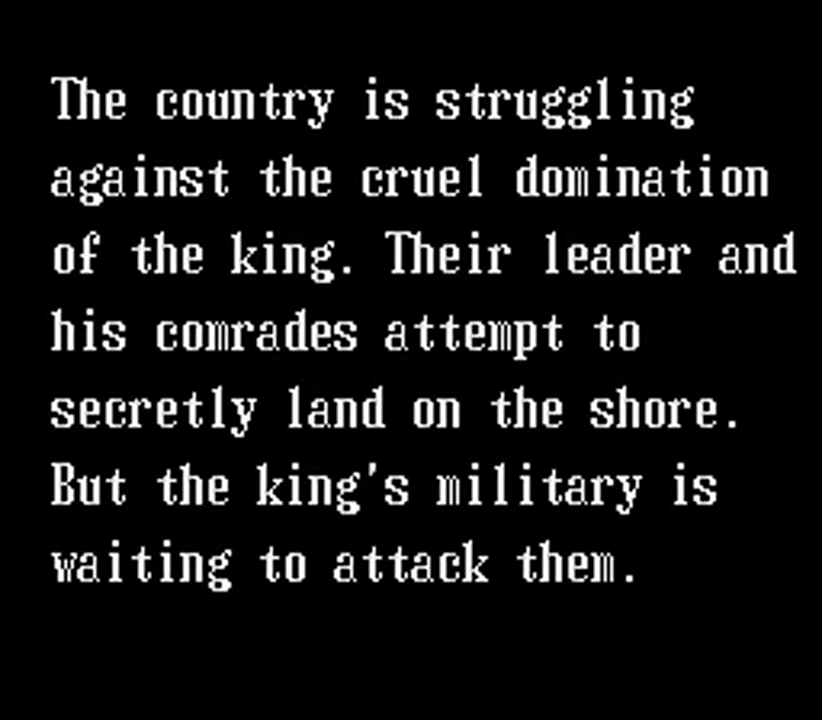 The country is struggling
against the cruel domination
of the king. Their leader and
his comrades attempt to
secretly land on the shore.
But the king's military is
waiting to attack them.